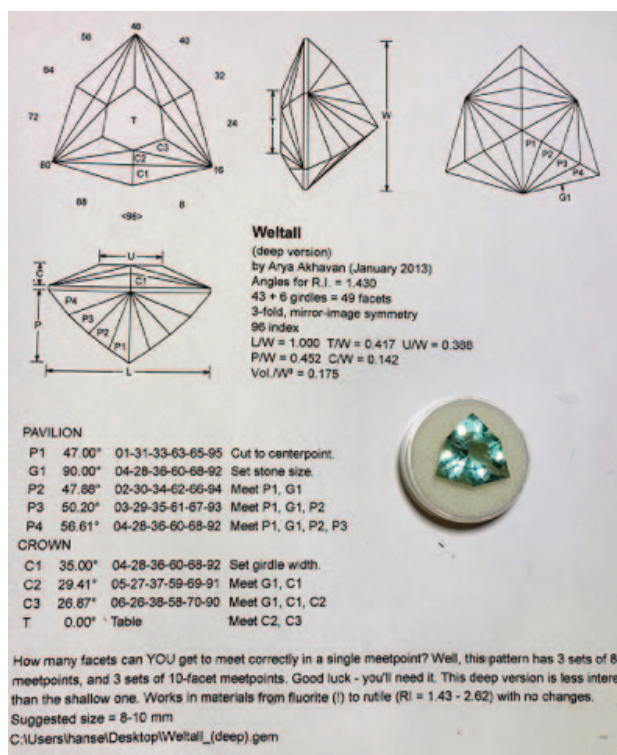 48
56 40
64 32
72 24
80 16
88 8
<96>
T
C3
C2
C1
T
W
P1
P2
P3
P4
G1
U
C
C1
P
P4
P3
P2
P1
L
Weltall
(deep version)
by Arya Akhavan (January 2013)
Angles for R.I. = 1.430
43 + 6 girdles = 49 facets
3-fold, mirror-image symmetry
96 index
L/W = 1.000 T/W = 0.417 U/W = 0.388
P/W = 0.452 C/W = 0.142
Vol./W³ = 0.175
PAVILION
P1 47.00° 01-31-33-63-65-95 Cut to centerpoint.
G1 90.00° 04-28-36-60-68-92 Set stone size.
P2 47.68° 02-30-34-62-66-94 Meet P1, G1
P3 50.20° 03-29-35-61-67-93 Meet P1, G1, P2
P4 56.61° 04-28-36-60-68-92 Meet P1, G1, P2, P3
CROWN
C1 35.00° 04-28-36-60-68-92 Set girdle width.
C2 29.41° 05-27-37-59-69-91 Meet G1, C1
C3 26.87° 06-26-38-58-70-90 Meet G1, C1, C2
T 0.00° Table Meet C2, C3
How many facets can YOU get to meet correctly in a single meetpoint? Well, this pattern has 3 sets of 8
meetpoints, and 3 sets of 10-facet meetpoints. Good luck - you'll need it. This deep version is less intere
than the shallow one. Works in materials from fluorite (!) to rutile (RI = 1.43 - 2.62) with no changes.
Suggested size = 8-10 mm
C:\Users\hanse\Desktop\Weltall_(deep).gem